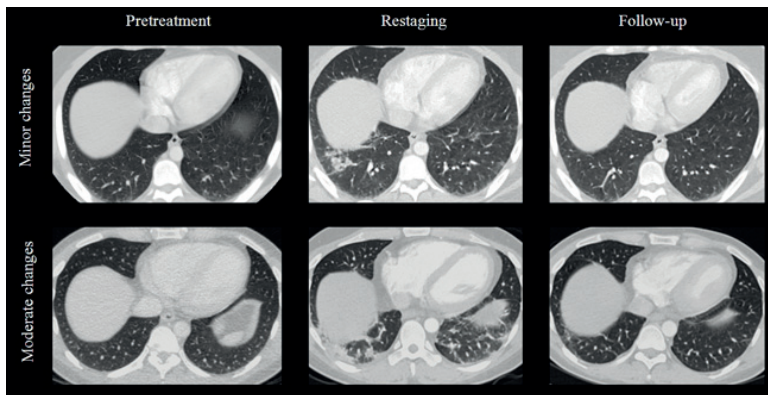 Pretreatment
Restaging
Follow-up
Minor changes
Moderate changes